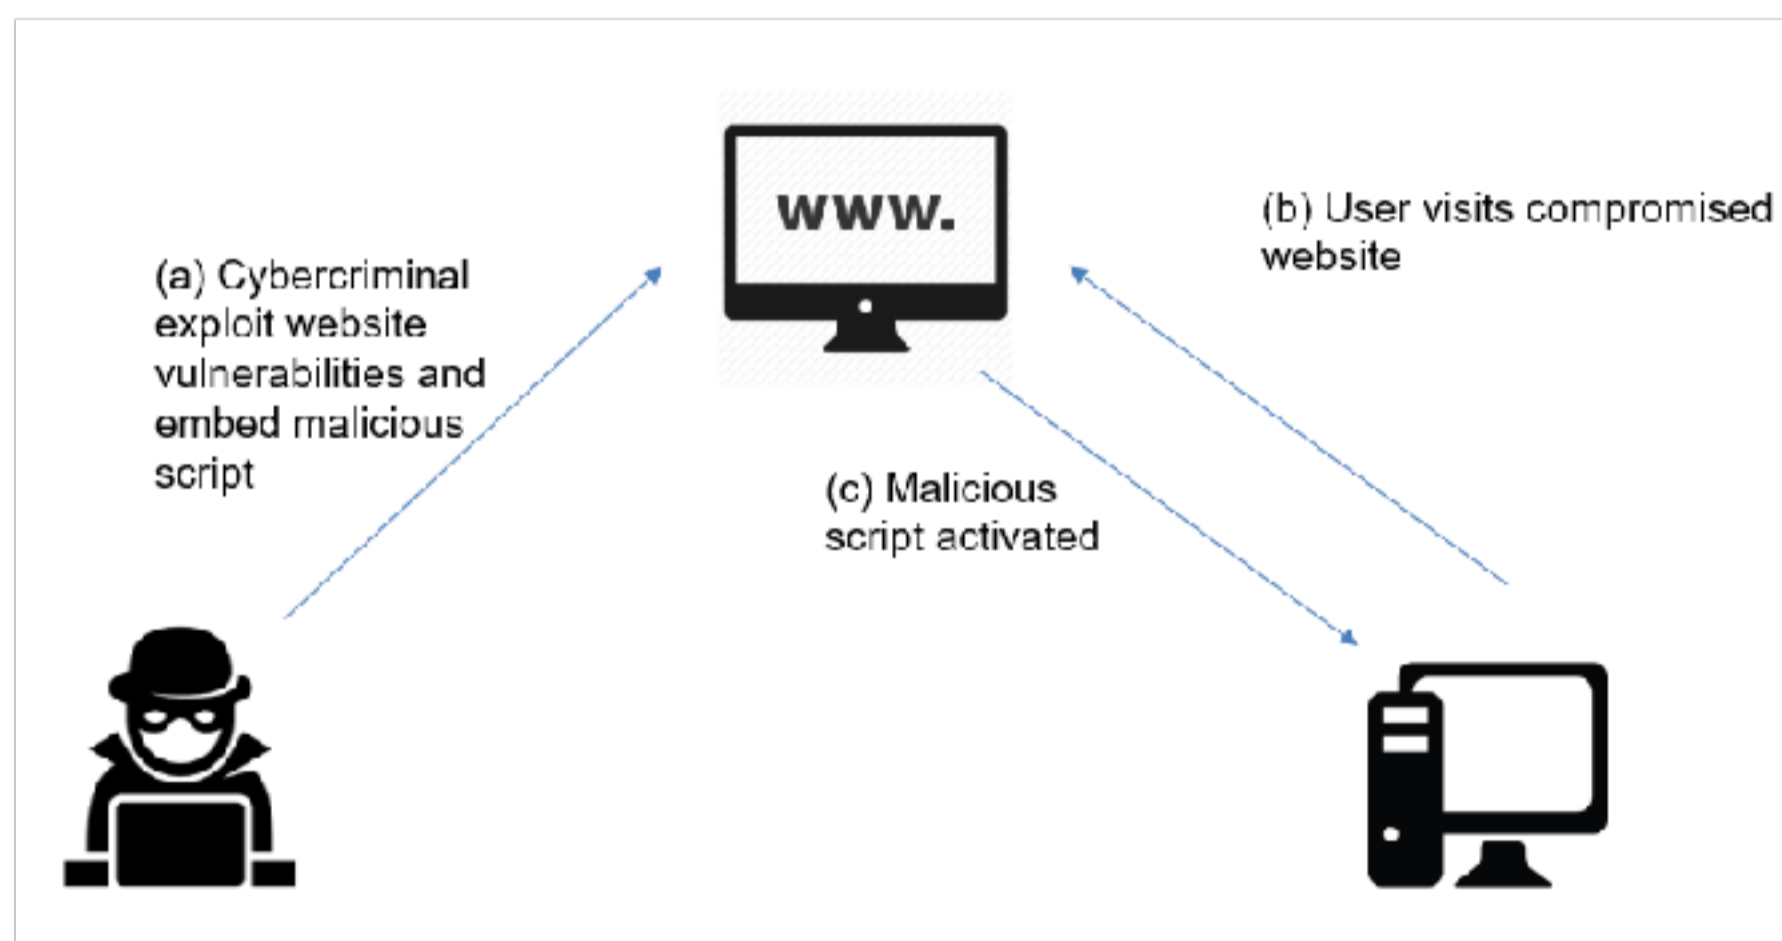 www.
(a) Cybercriminal
exploit website
vulnerabilities and
embed malicious
script
(b) User visits compromised
website
(c) Malicious
script activated